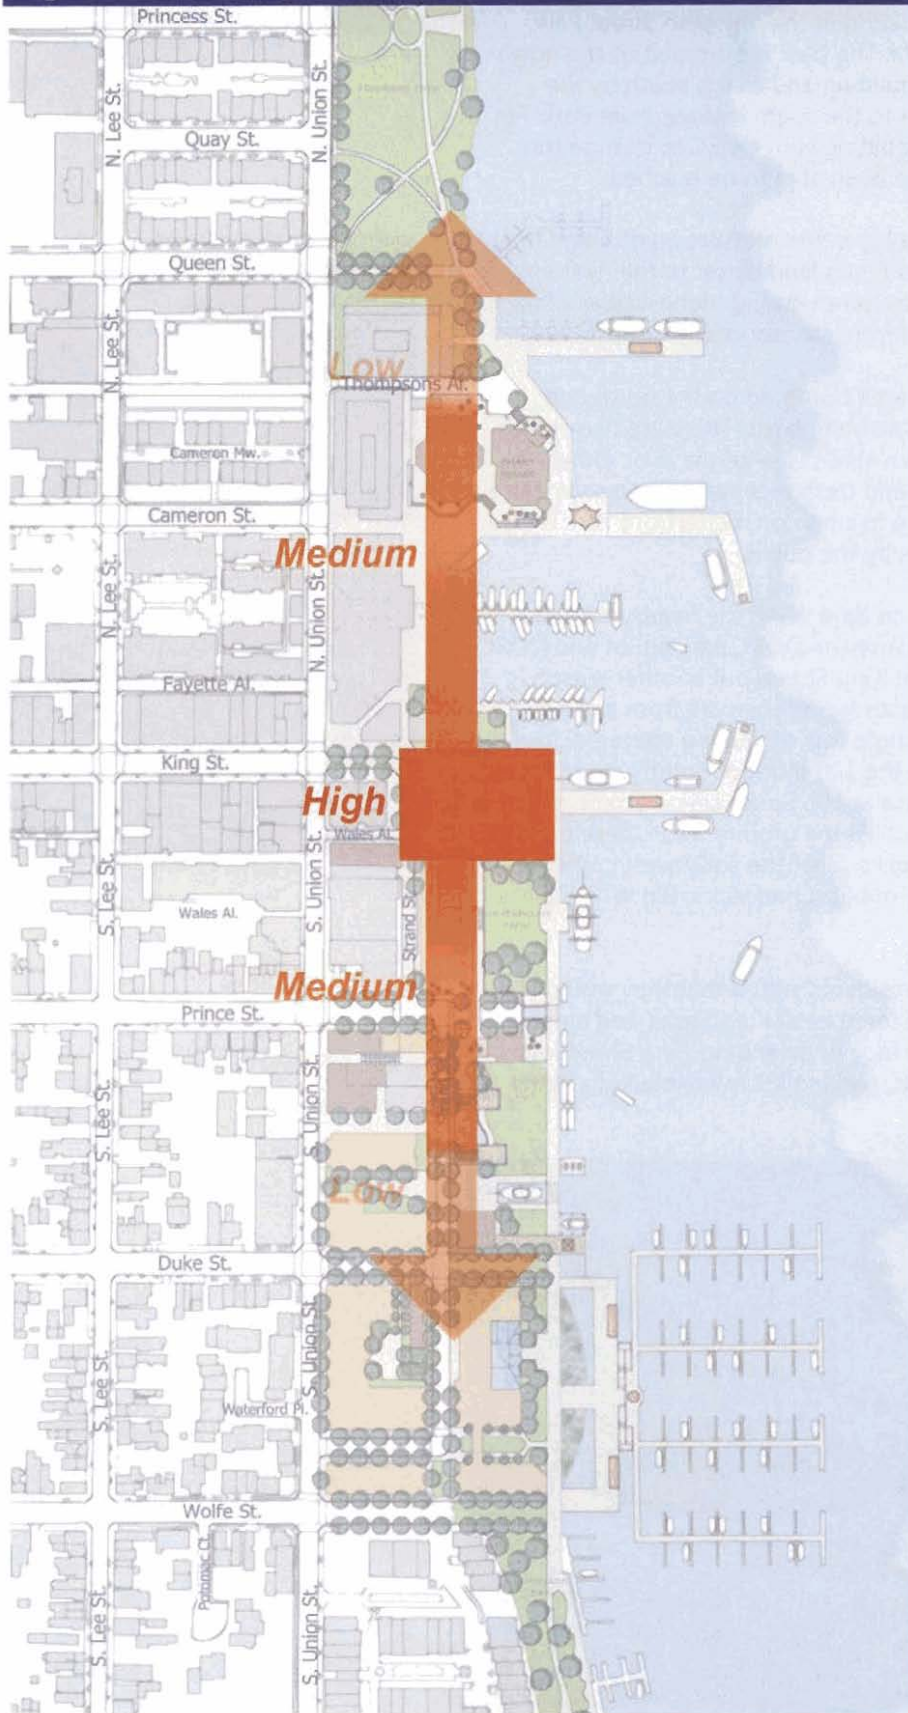 Princess St.
N. Lee St.
N. Union St.
Quay St.
Queen St.
N. Lee St.
Low
Thompsons Al.
Cameron Mw.
Cameron St.
Medium
N. Lee St.
N. Union St.
Fayette Al.
King St.
High
Wales Al.
S. Lee St.
S. Union St.
Wales Al.
Strand St.
Medium
Prince St.
S. Lee St.
S. Union St.
Low
Duke St.
S. Lee St.
S. Union St.
Waterford Pl.
Wolfe St.
Potomac Ct.
S. Lee St.
S. Union St.